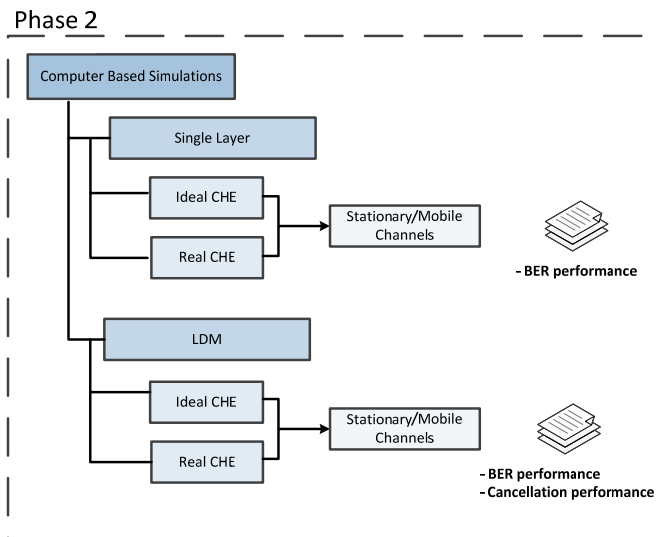 Phase 2
Computer Based Simulations
Single Layer
Ideal CHE
Real CHE
Stationary/Mobile
Channels
- BER performance
LDM
Ideal CHE
Real CHE
Stationary/Mobile
Channels
- BER performance
- Cancellation performance